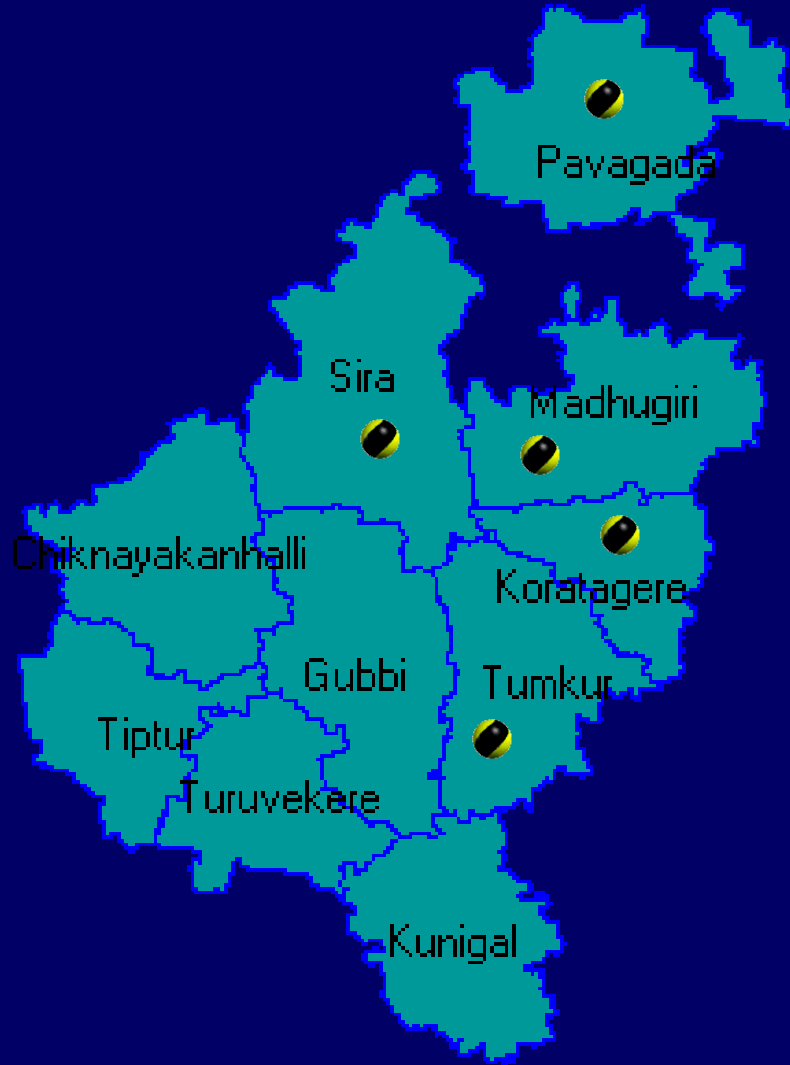 Pavagada
Sira
Madhugiri
Chiknayakanhalli
Koratagere
Gubbi
Tumkur
Tiptur
Turuvekere
Kunigal